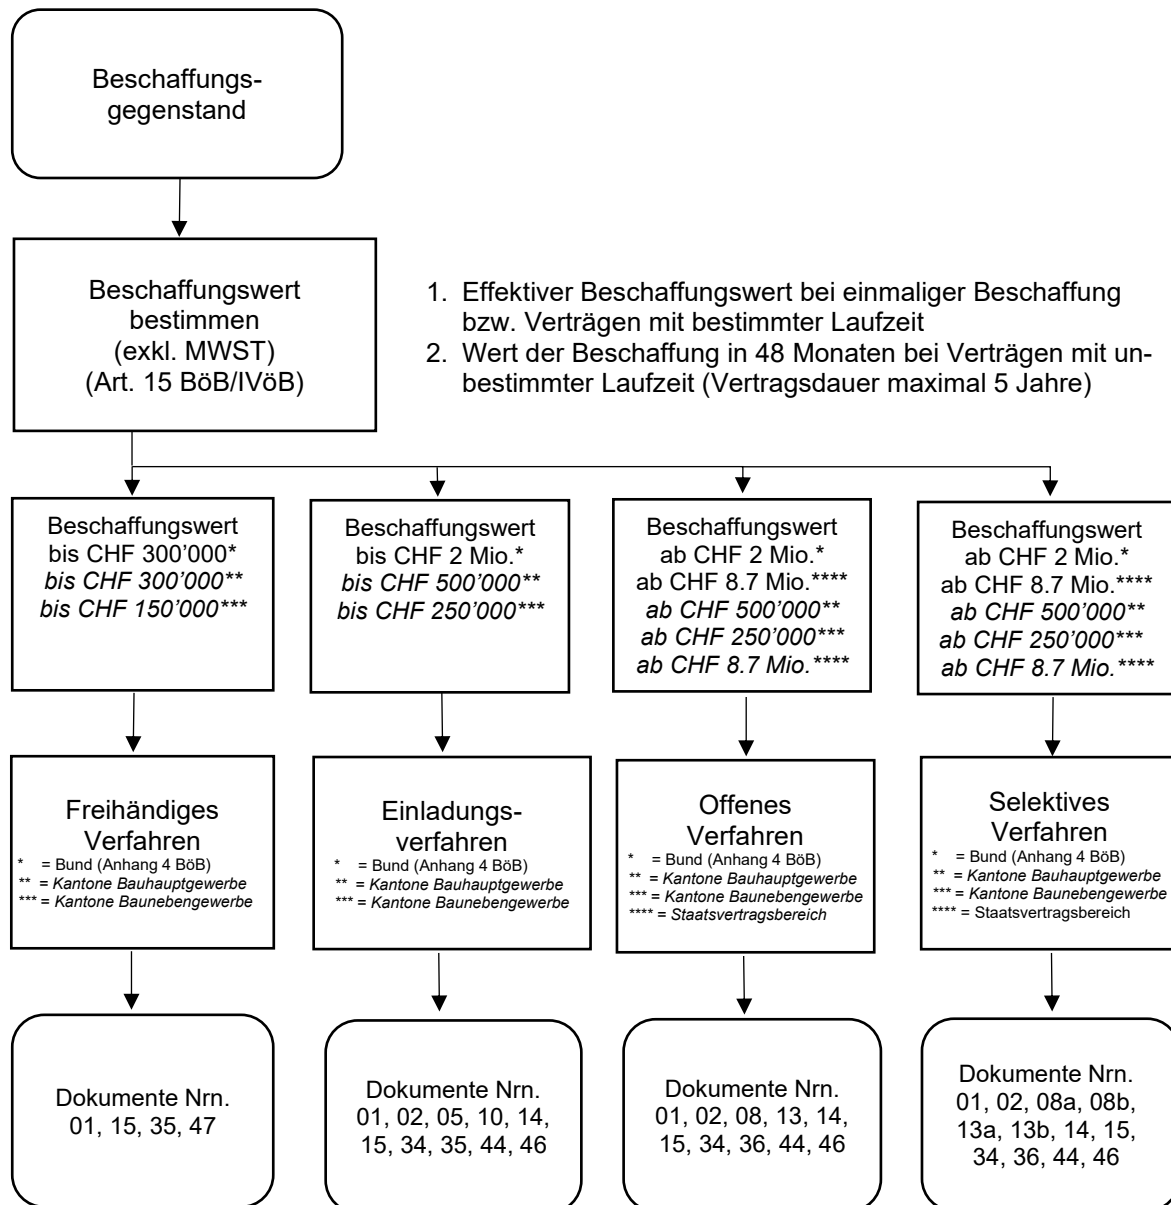 Beschaffungs-
gegenstand
Beschaffungswert
bestimmen
(exkl. MWST)
(Art. 15 BöB/IVöB)
1. Effektiver Beschaffungswert bei einmaliger Beschaffung
bzw. Verträgen mit bestimmter Laufzeit
2. Wert der Beschaffung in 48 Monaten bei Verträgen mit un-
bestimmter Laufzeit (Vertragsdauer maximal 5 Jahre)
Beschaffungswert
bis CHF 300’000*
bis CHF 300’000**
bis CHF 150’000***
Beschaffungswert
bis CHF 2 Mio.*
bis CHF 500’000**
bis CHF 250’000***
Beschaffungswert
ab CHF 2 Mio.*
ab CHF 8.7 Mio.****
ab CHF 500’000**
ab CHF 250’000***
ab CHF 8.7 Mio.****
Beschaffungswert
ab CHF 2 Mio.*
ab CHF 8.7 Mio.****
ab CHF 500’000**
ab CHF 250’000***
ab CHF 8.7 Mio.****
Freihändiges
Verfahren
* = Bund (Anhang 4 BöB)
** = Kantone Bauhauptgewerbe
*** = Kantone Baunebengewerbe
Einladungs-
verfahren
* = Bund (Anhang 4 BöB)
** = Kantone Bauhauptgewerbe
*** = Kantone Baunebengewerbe
Offenes
Verfahren
* = Bund (Anhang 4 BöB)
** = Kantone Bauhauptgewerbe
*** = Kantone Baunebengewerbe
**** = Staatsvertragsbereich
Selektives
Verfahren
* = Bund (Anhang 4 BöB)
** = Kantone Bauhauptgewerbe
*** = Kantone Baunebengewerbe
**** = Staatsvertragsbereich
Dokumente Nrn.
01, 15, 35, 47
Dokumente Nrn.
01, 02, 05, 10, 14,
15, 34, 35, 44, 46
Dokumente Nrn.
01, 02, 08, 13, 14,
15, 34, 36, 44, 46
Dokumente Nrn.
01, 02, 08a, 08b,
13a, 13b, 14, 15,
34, 36, 44, 46